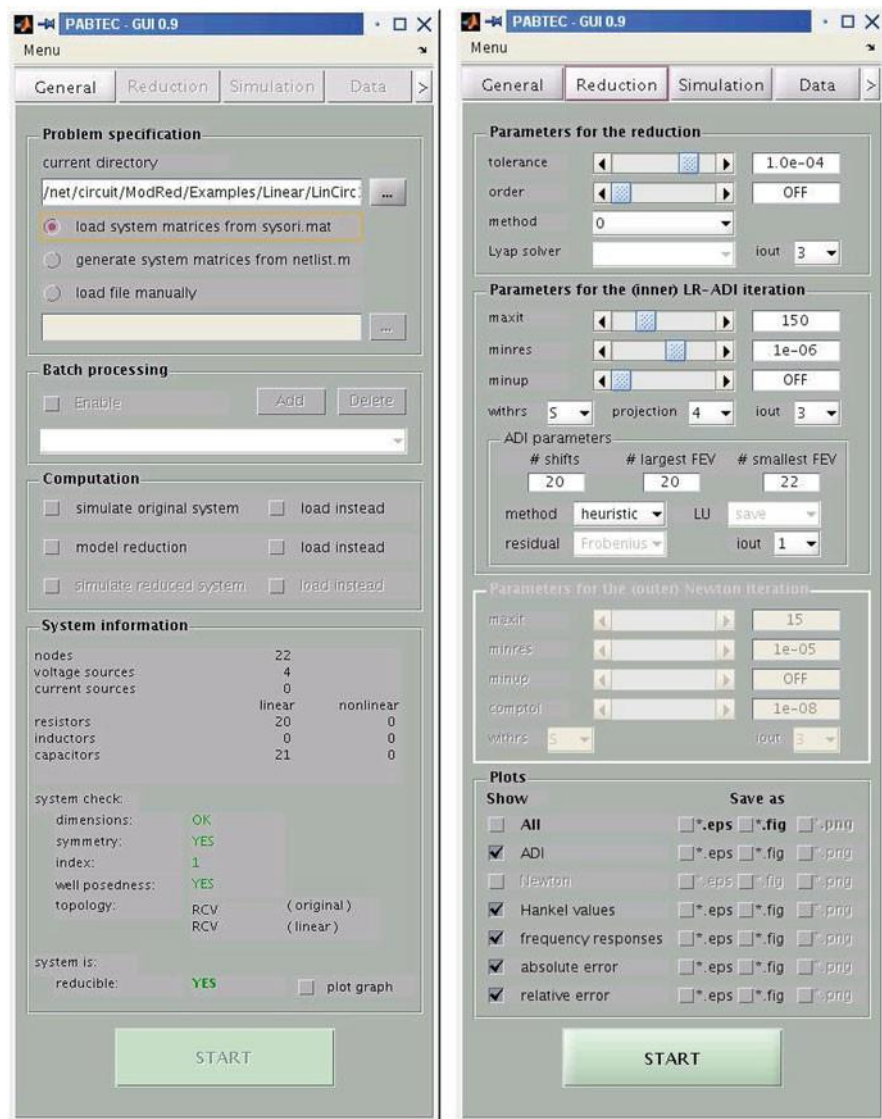 PABTEC - GUI 0.9
Menu
General Reduction Simulation Data >
Problem specification
current directory
/net/circuit/ModRed/Examples/Linear/LinCirc ...
load system matrices from sysori.mat
generate system matrices from netlist.m
load file manually
...
Batch processing
Enable Add Delete
Computation
simulate original system load instead
model reduction load instead
simulate reduced system load instead
System information
nodes 22
voltage sources 4
current sources 0
linear nonlinear
resistors 20 0
inductors 0 0
capacitors 21 0
system check:
dimensions: OK
symmetry: YES
index: 1
well posedness: YES
topology: RCV (original)
RCV (linear)
system is:
reducible: YES plot graph
START
PABTEC - GUI 0.9
Menu
General Reduction Simulation Data >
Parameters for the reduction
tolerance 1.0e-04
order OFF
method 0
Lyap solver iout 3
Parameters for the (inner) LR-ADI iteration
maxit 150
minres 1e-06
minup OFF
withrs S projection 4 iout 3
ADI parameters
# shifts # largest FEV # smallest FEV
20 20 22
method heuristic LU save
residual Frobenius iout 1
Parameters for the (outer) Newton iteration
maxit 15
minres 1e-05
minup OFF
comptol 1e-08
withrs S iout 3
Plots
Show Save as
All *.eps *.fig *.png
ADI *.eps *.fig *.png
Newton *.eps *.fig *.png
Hankel values *.eps *.fig *.png
frequency responses *.eps *.fig *.png
absolute error *.eps *.fig *.png
relative error *.eps *.fig *.png
START